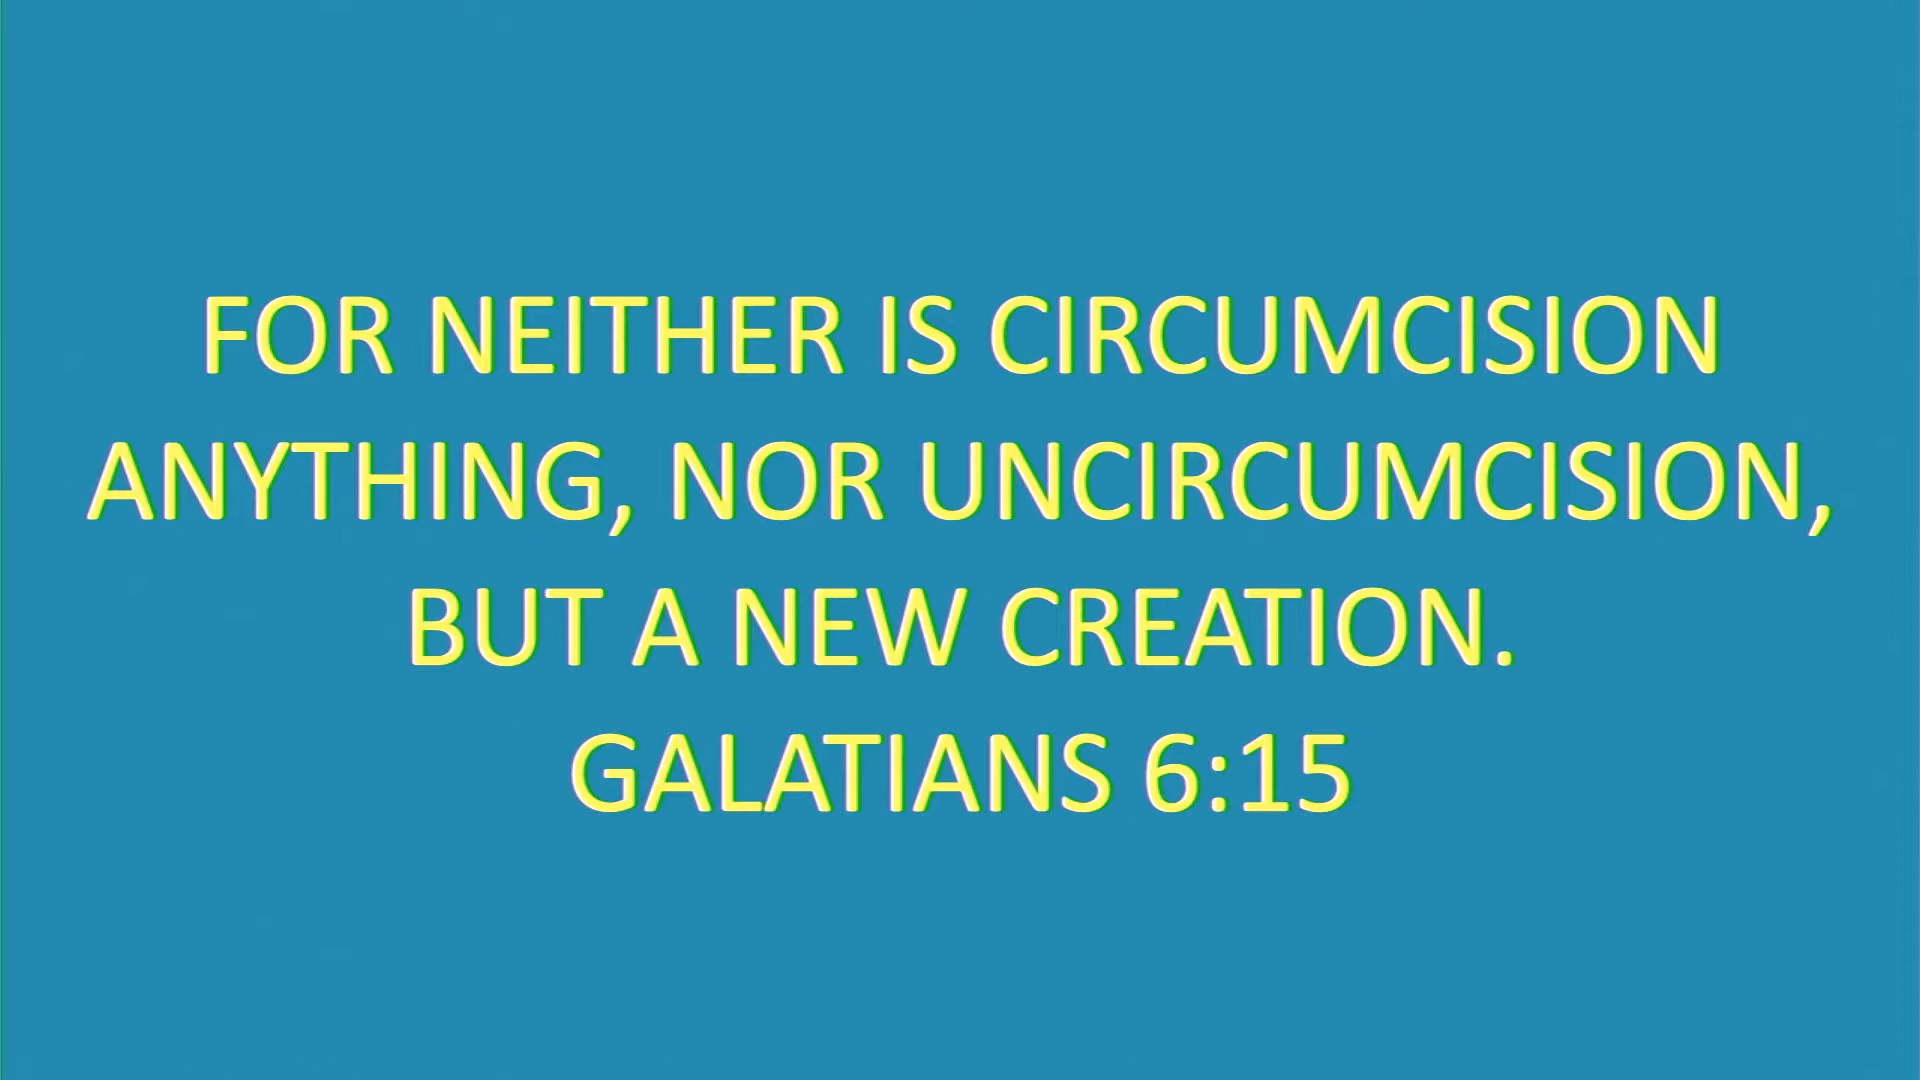 FOR NEITHER IS CIRCUMCISION
ANYTHING, NOR UNCIRCUMCISION,
BUT A NEW CREATION.
GALATIANS 6:15